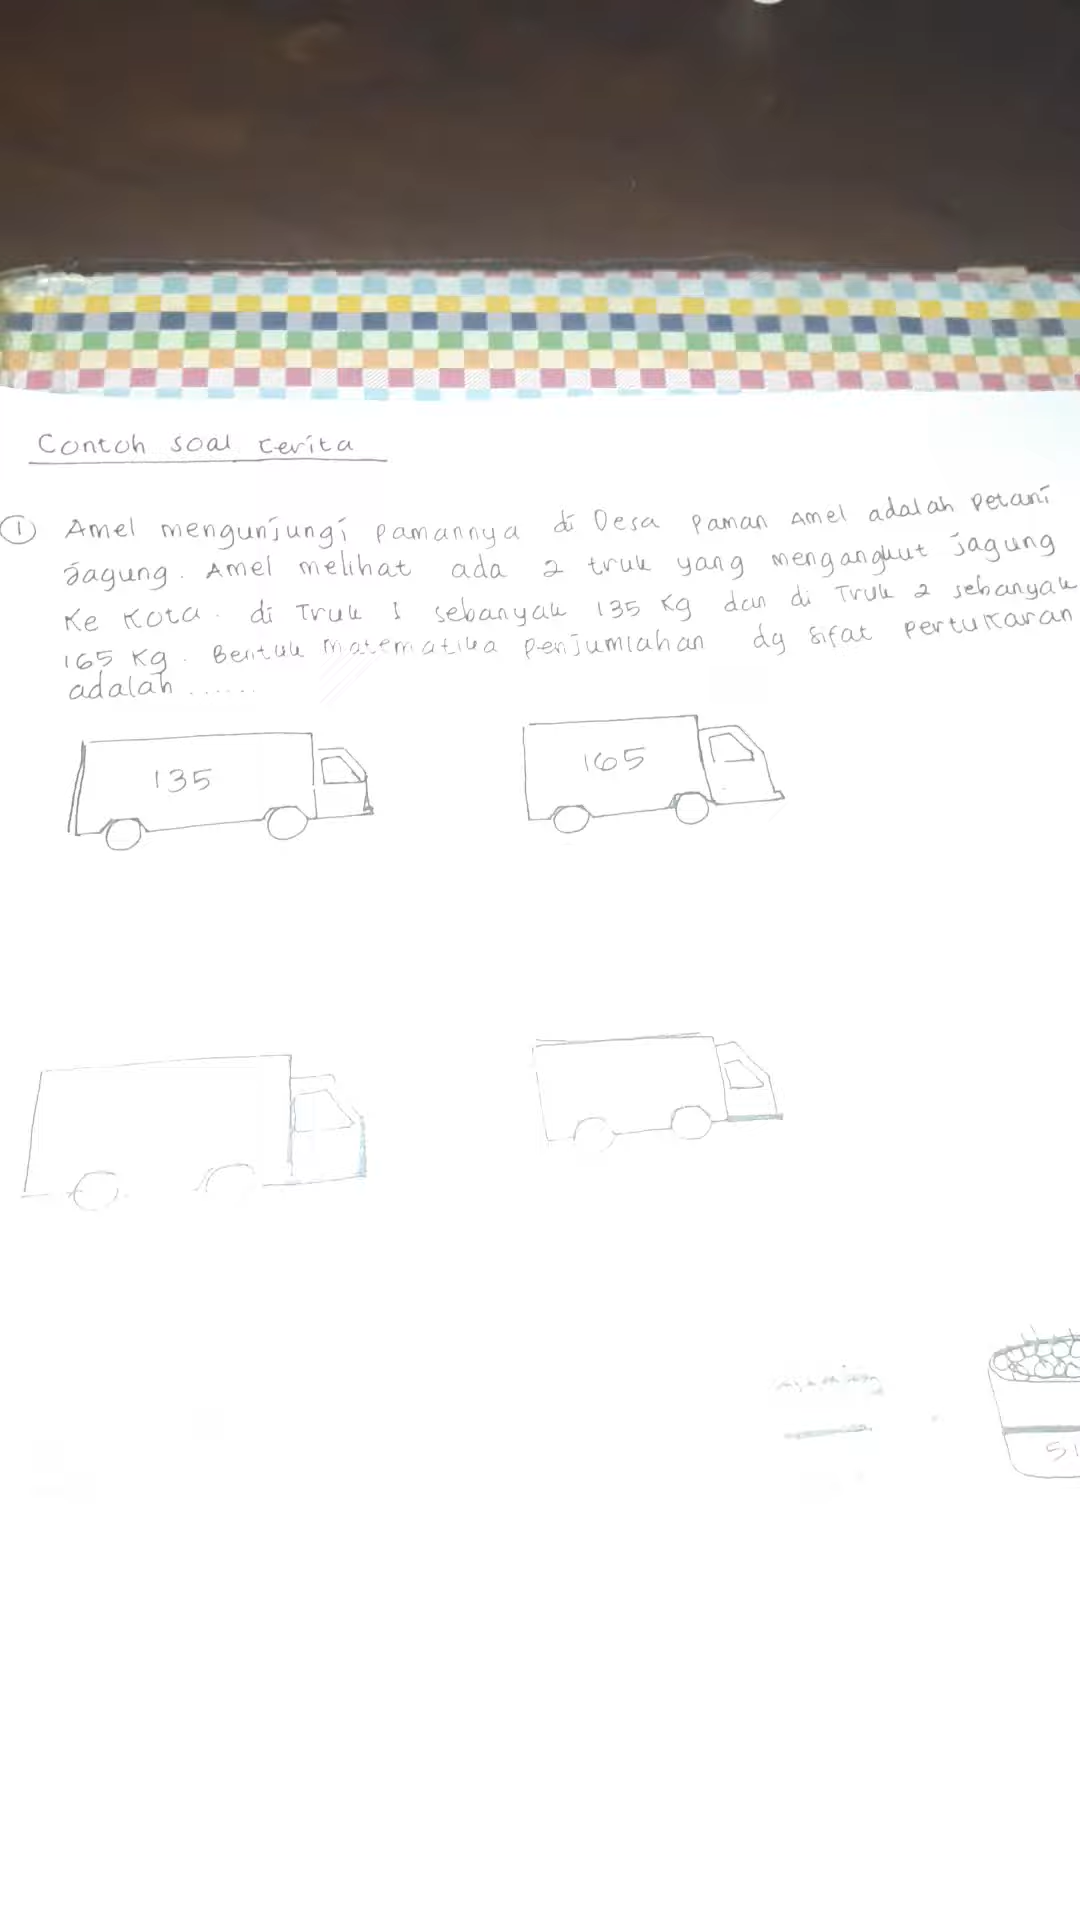 Contoh soal cerita
① Amel mengunjungi pamannya di Desa paman Amel adalah petani
jagung. Amel melihat ada 2 truk yang mengangkut jagung
Ke Kota. di Truk 1 sebanyak 135 Kg dan di Truk 2 sebanyak
165 Kg. Bentuk matematika penjumlahan dg sifat pertukaran
adalah ......
135
165